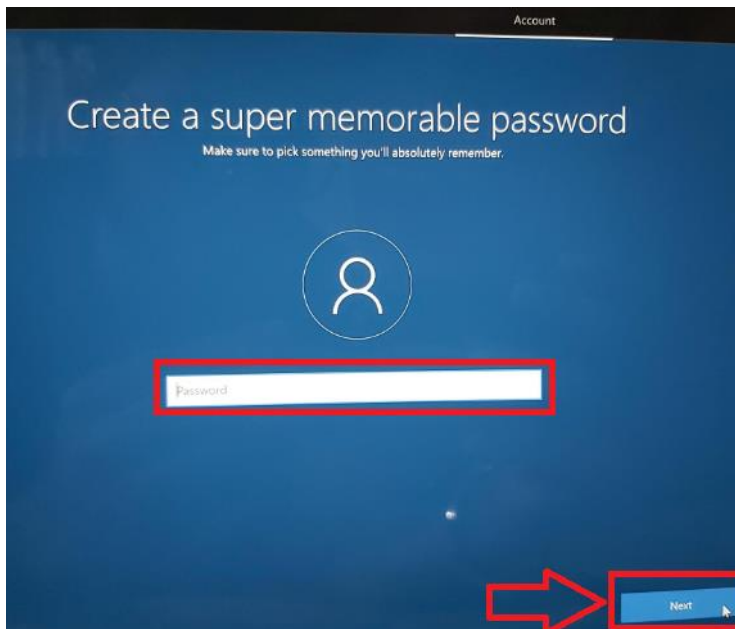 Account
Create a super memorable password
Make sure to pick something you'll absolutely remember.
Password
Next